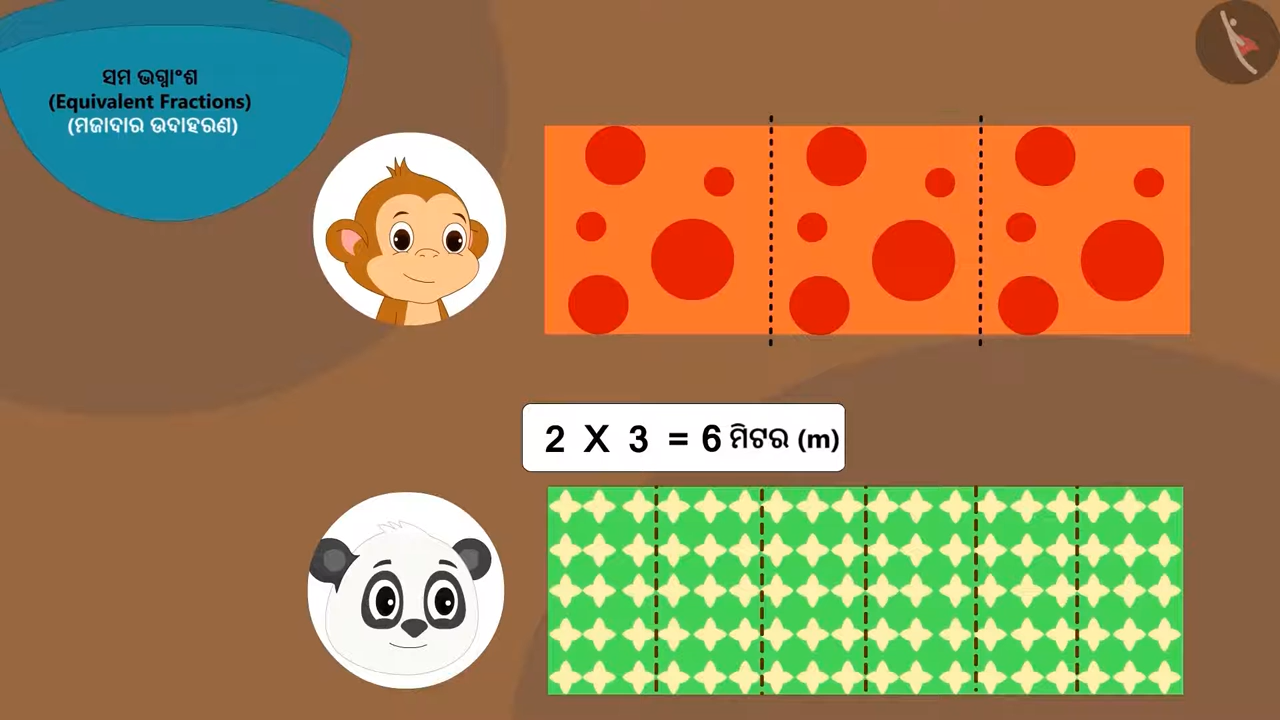 ସମ ଭଗ୍ନାଂଶ
(Equivalent Fractions)
(ମଜାଦାର ଉଦାହରଣ)
2 X 3 = 6 ମିଟର (m)